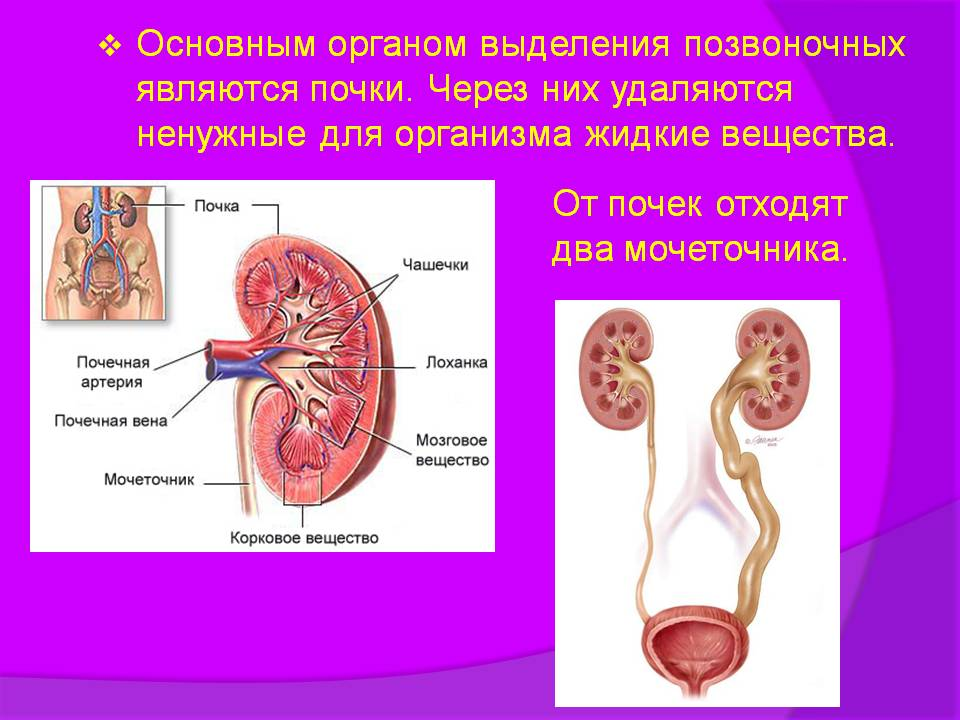 Основным органом выделения позвоночных
являются почки. Через них удаляются
ненужные для организма жидкие вещества.
От почек отходят
два мочеточника.
Почка
Чашечки
Почечная
артерия
Лоханка
Почечная вена
Мозговое
вещество
Мочеточник
Корковое вещество